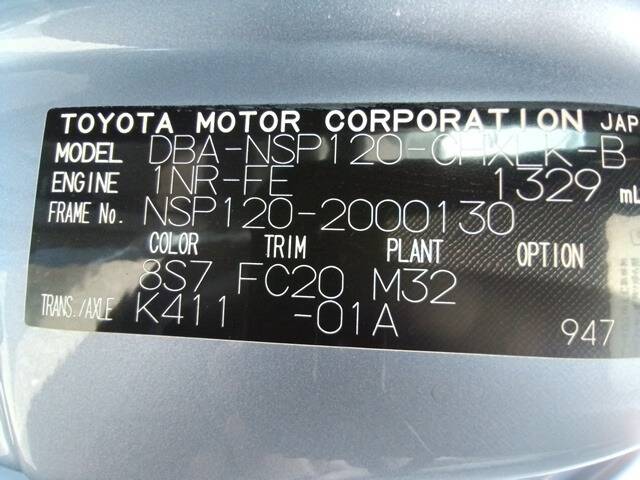 TOYOTA MOTOR CORPORATION JAP
MODEL DBA-NSP120-CHXLK-B
ENGINE 1NR-FE 1329 mL
FRAME No. NSP120-2000130
COLOR TRIM PLANT OPTION
8S7 FC20 M32
TRANS./AXLE K411 -01A
947